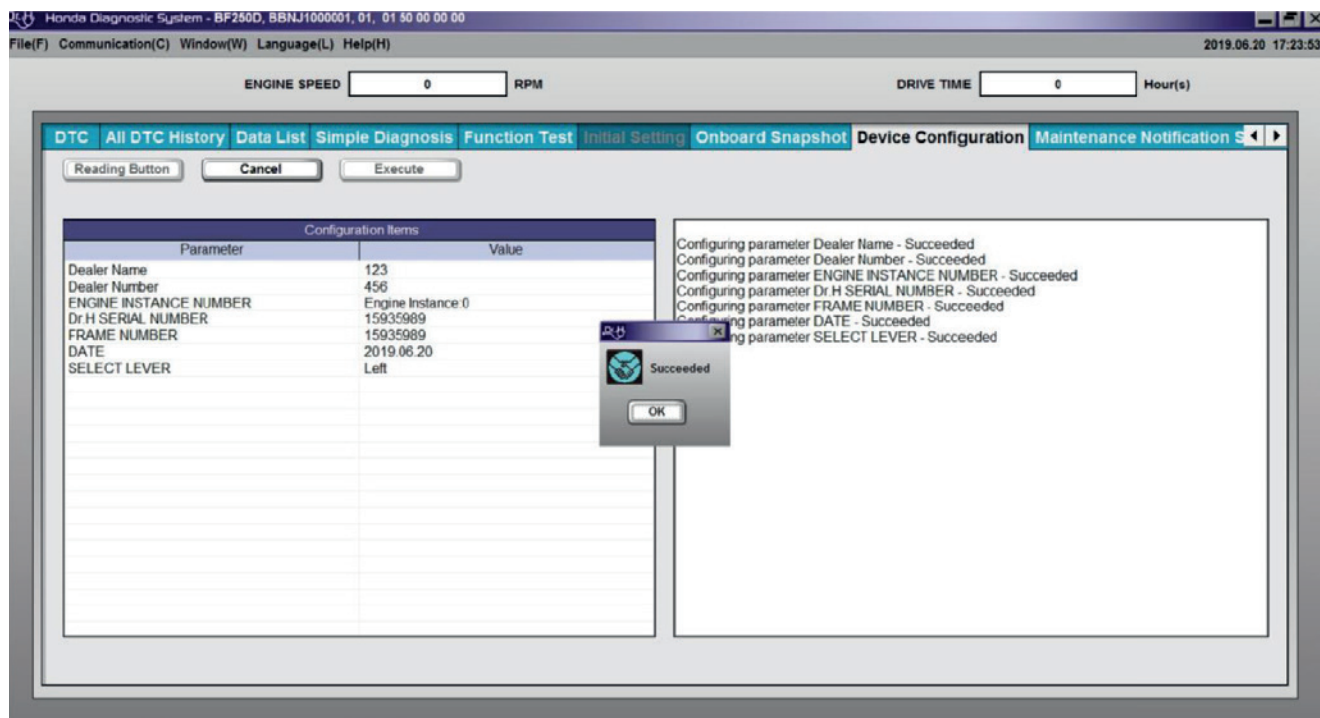 Honda Diagnostic System - BF250D, BBNJ1000001, 01, 01 50 00 00 00
File(F) Communication(C) Window(W) Language(L) Help(H) 2019.06.20 17:23:53
ENGINE SPEED 0 RPM DRIVE TIME 0 Hour(s)
DTC All DTC History Data List Simple Diagnosis Function Test Initial Setting Onboard Snapshot Device Configuration Maintenance Notification S
Reading Button Cancel Execute
Configuration Items
Parameter Value
Dealer Name 123
Dealer Number 456
ENGINE INSTANCE NUMBER Engine Instance:0
Dr.H SERIAL NUMBER 15935989
FRAME NUMBER 15935989
DATE 2019.06.20
SELECT LEVER Left
Configuring parameter Dealer Name - Succeeded
Configuring parameter Dealer Number - Succeeded
Configuring parameter ENGINE INSTANCE NUMBER - Succeeded
Configuring parameter Dr.H SERIAL NUMBER - Succeeded
Configuring parameter FRAME NUMBER - Succeeded
parameter DATE - Succeeded
parameter SELECT LEVER - Succeeded
Succeeded
OK